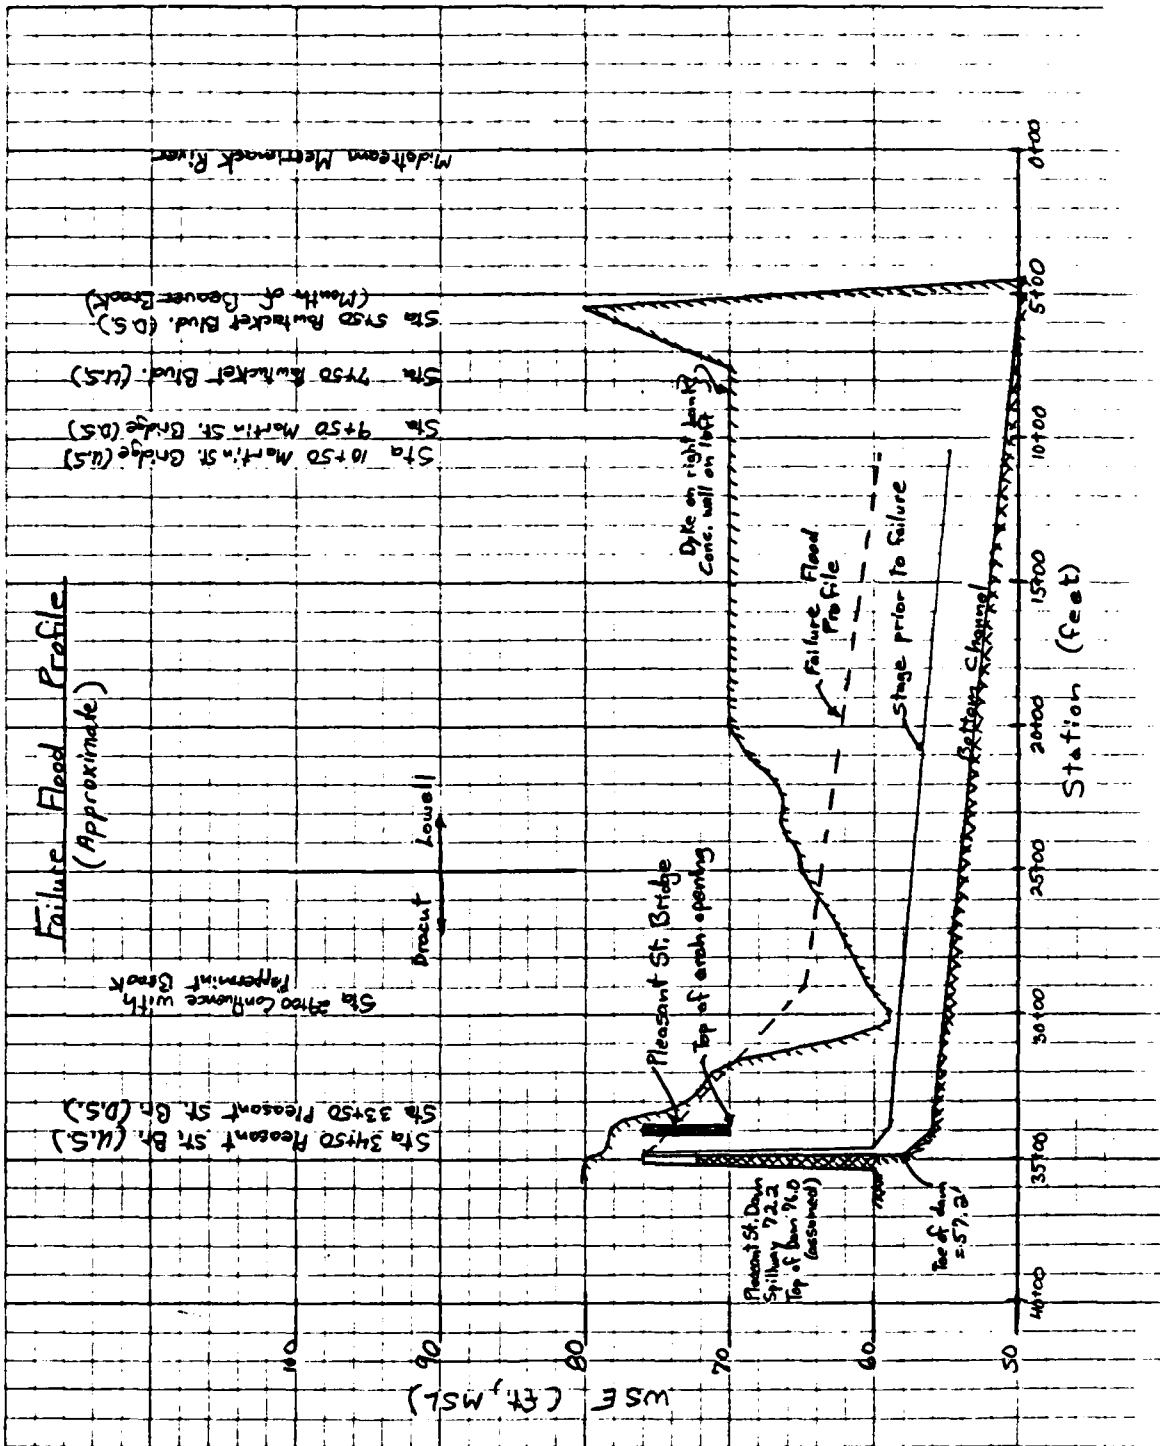 Failure Flood Profile
(Approximate)
Sta 34+50 Pleasant St. Br. (U.S.)
Sta 33+50 Pleasant St. Br. (D.S.)
Sta 29+00 Confluence with
Peppermint Brook
Dracut
Lowell
Sta 10+50 Martin St. Bridge (U.S)
Sta 9+50 Martin St. Bridge (D.S)
Sta 7+50 Pawtucket Blvd. (U.S)
Sta 5+50 Pawtucket Blvd. (D.S.)
(Mouth of Beaver Brook)
Midstream Merrimack River
WSE (Ft., MSL)
100
90
80
70
60
50
Pleasant St. Dam
Spillway 72.2
Top of Dam 76.0
(assumed)
Toe of dam
=57.2'
Pleasant St. Bridge
Top of arch opening
Failure Flood
Profile
Stage prior to failure
Bottom Channel
Dyke on right bank
Conc. wall on left
40+00
35+00
30+00
25+00
20+00
15+00
10+00
5+00
0+00
Station (feet)